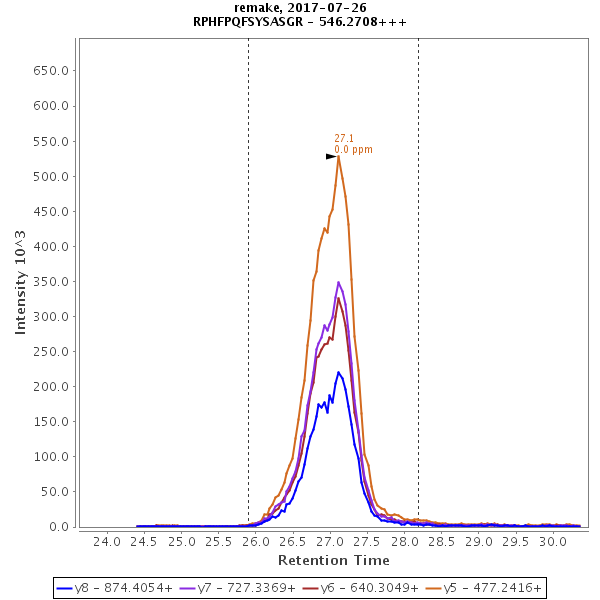 remake, 2017-07-26
RPHFPQFSYSASGR - 546.2708+++
Intensity 10^3
650.0
600.0
550.0
500.0
450.0
400.0
350.0
300.0
250.0
200.0
150.0
100.0
50.0
0.0
27.1
0.0 ppm
24.0 24.5 25.0 25.5 26.0 26.5 27.0 27.5 28.0 28.5 29.0 29.5 30.0
Retention Time
y8 - 874.4054+ y7 - 727.3369+ y6 - 640.3049+ y5 - 477.2416+